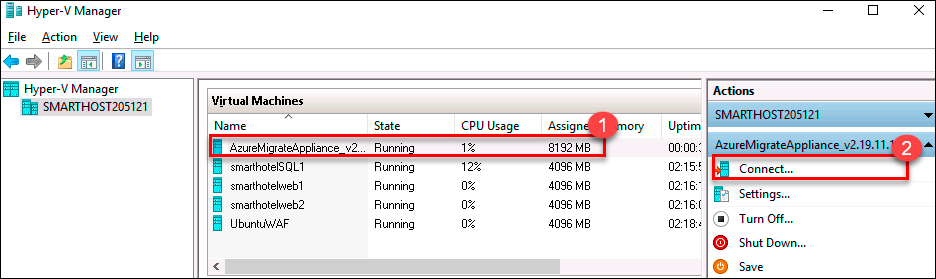 Hyper-V Manager
File Action View Help
Hyper-V Manager
SMARTHOST205121
Virtual Machines
Name State CPU Usage Assigne 1 mory Uptim
AzureMigrateAppliance_v2... Running 1% 8192 MB 00:00:3
smarthotelSQL1 Running 12% 4096 MB 02:15:5
smarthotelweb1 Running 0% 4096 MB 02:16:1
smarthotelweb2 Running 0% 4096 MB 02:16:0
UbuntuWAF Running 0% 4096 MB 02:18:4
Actions
SMARTHOST205121
AzureMigrateAppliance_v2.19.11.1 2
Connect...
Settings...
Turn Off...
Shut Down...
Save